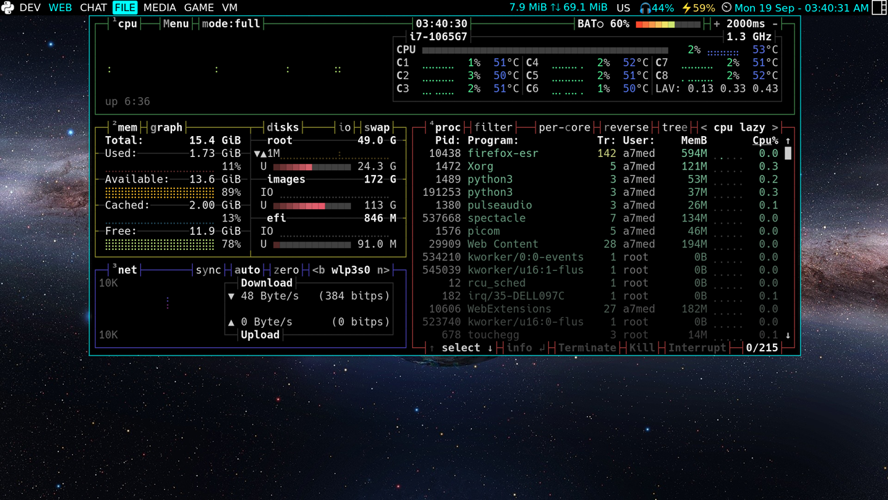 DEV WEB CHAT FILE MEDIA GAME VM 7.9 MiB ↑↓ 69.1 MiB US 44% 59% Mon 19 Sep - 03:40:31 AM
1cpu Menu mode:full 03:40:30 BAT 60% + 2000ms -
i7-1065G7 1.3 GHz
CPU 2% 53°C
C1 1% 51°C C4 2% 52°C C7 2% 51°C
C2 3% 50°C C5 2% 51°C C8 2% 52°C
C3 2% 51°C C6 1% 50°C LAV: 0.13 0.33 0.43
up 6:36
2mem graph disks io swap
Total: 15.4 GiB
Used: 1.73 GiB
11%
Available: 13.6 GiB
89%
Cached: 2.00 GiB
13%
Free: 11.9 GiB
78%
root 49.0 G
▼▲1M
U 24.3 G
images 172 G
IO
U 113 G
efi 846 M
IO
U 91.0 M
3net sync auto zero <b wlp3s0 n>
10K
10K
Download
▼ 48 Byte/s (384 bitps)
▲ 0 Byte/s (0 bitps)
Upload
4proc filter per-core reverse tree < cpu lazy >
Pid: Program: Tr: User: MemB Cpu% ↑
10438 firefox-esr 142 a7med 594M 0.0
1472 Xorg 5 a7med 121M 0.3
1489 python3 4 a7med 53M 0.2
191253 python3 3 a7med 37M 0.3
1380 pulseaudio 3 a7med 26M 0.1
537668 spectacle 7 a7med 134M 0.0
1576 picom 5 a7med 46M 0.0
29909 Web Content 28 a7med 194M 0.0
534210 kworker/0:0-events 1 root 0B 0.0
545039 kworker/u16:1-flus 1 root 0B 0.0
12 rcu_sched 1 root 0B 0.0
182 irq/35-DELL097C 1 root 0B 0.1
10606 WebExtensions 27 a7med 182M 0.0
523740 kworker/u16:0-flus 1 root 0B 0.0
678 touchegg 3 root 14M 0.1 ↓
↑ select ↓ info ↲ Terminate Kill Interrupt 0/215